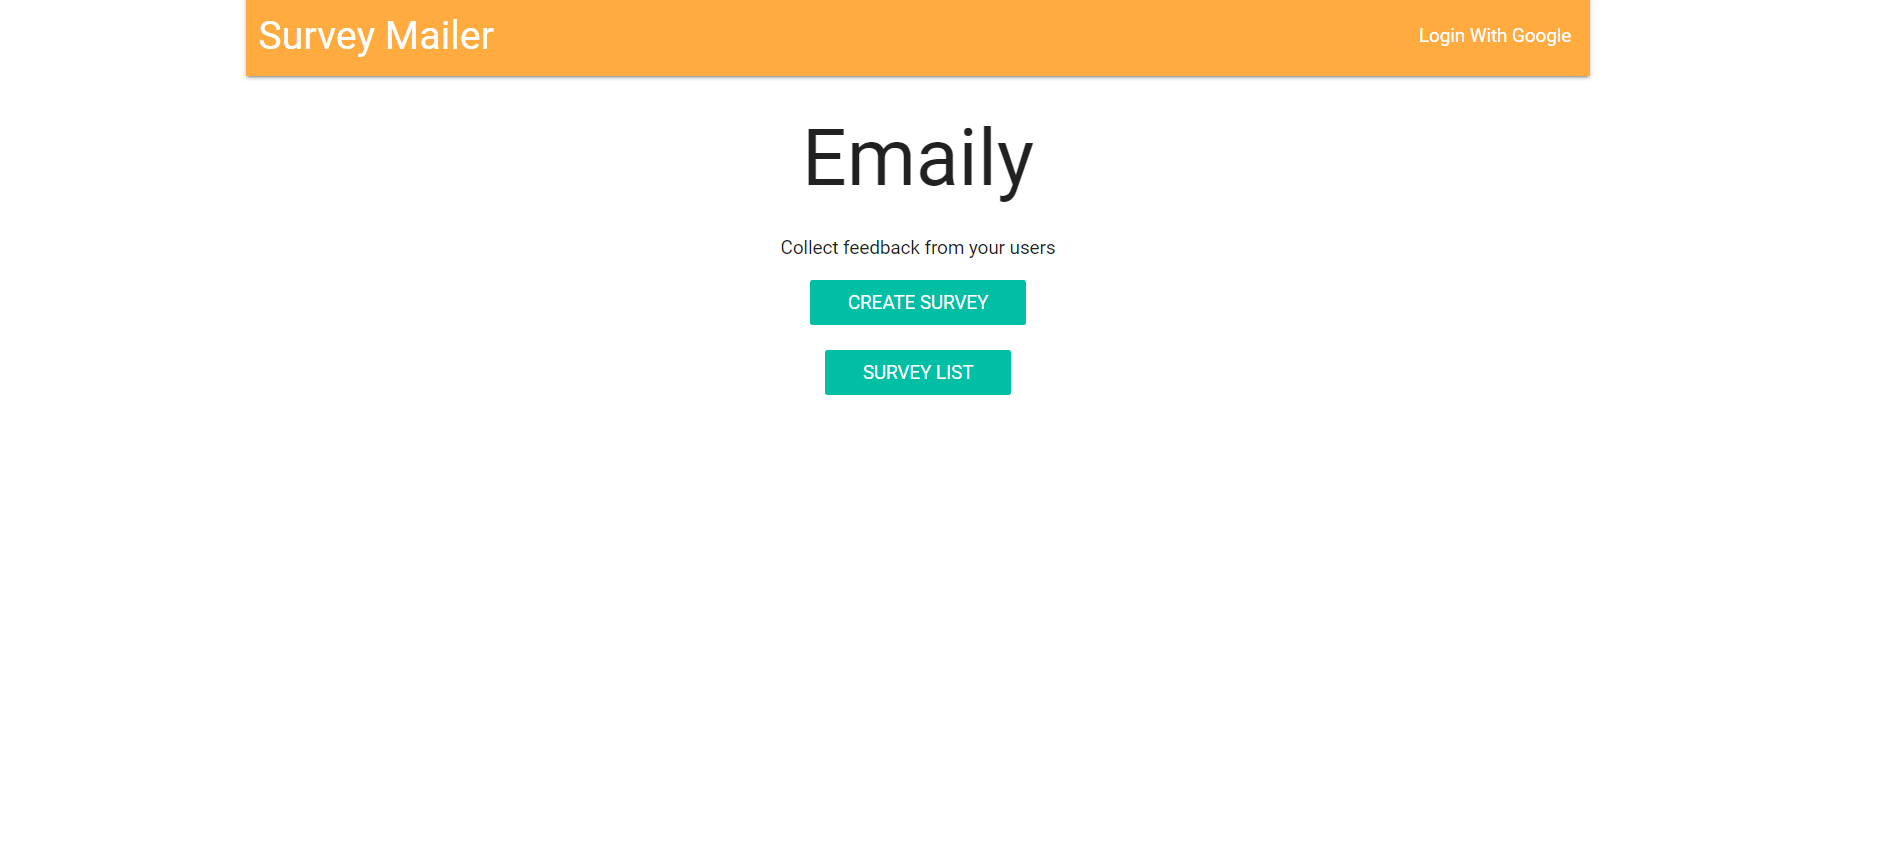 Survey Mailer
Login With Google
Emaily
Collect feedback from your users
CREATE SURVEY
SURVEY LIST